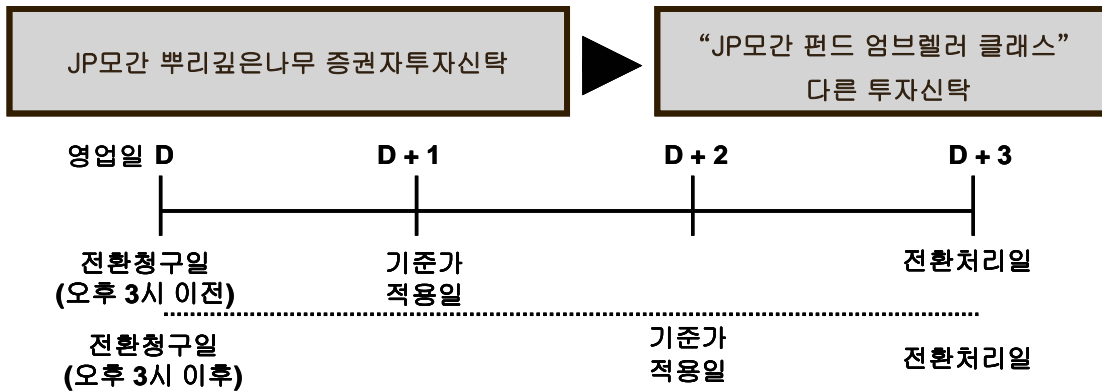 JP모간 뿌리깊은나무 증권자투자신탁
“JP모간 펀드 엄브렐러 클래스”
다른 투자신탁
영업일 D
D + 1
D + 2
D + 3
전환청구일
(오후 3시 이전)
기준가
적용일
전환처리일
전환청구일
(오후 3시 이후)
기준가
적용일
전환처리일